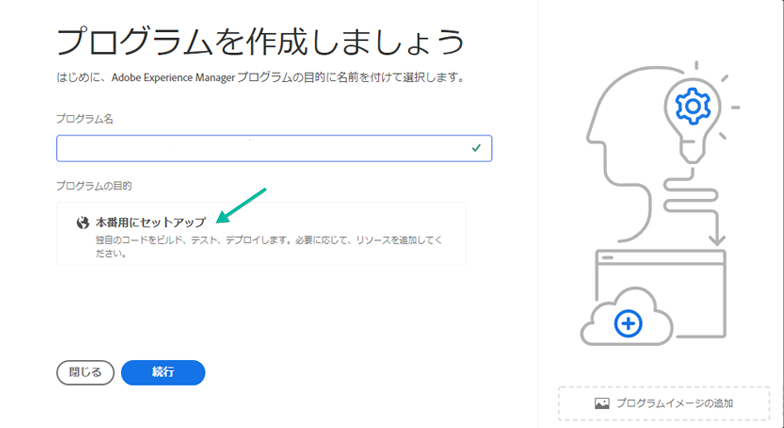 プログラムを作成しましょう
はじめに、Adobe Experience Manager プログラムの目的に名前を付けて選択します。
プログラム名
プログラムの目的
本番用にセットアップ
独自のコードをビルド、テスト、デプロイします。必要に応じて、リソースを追加してく
ださい。
閉じる
続行
プログラムイメージの追加